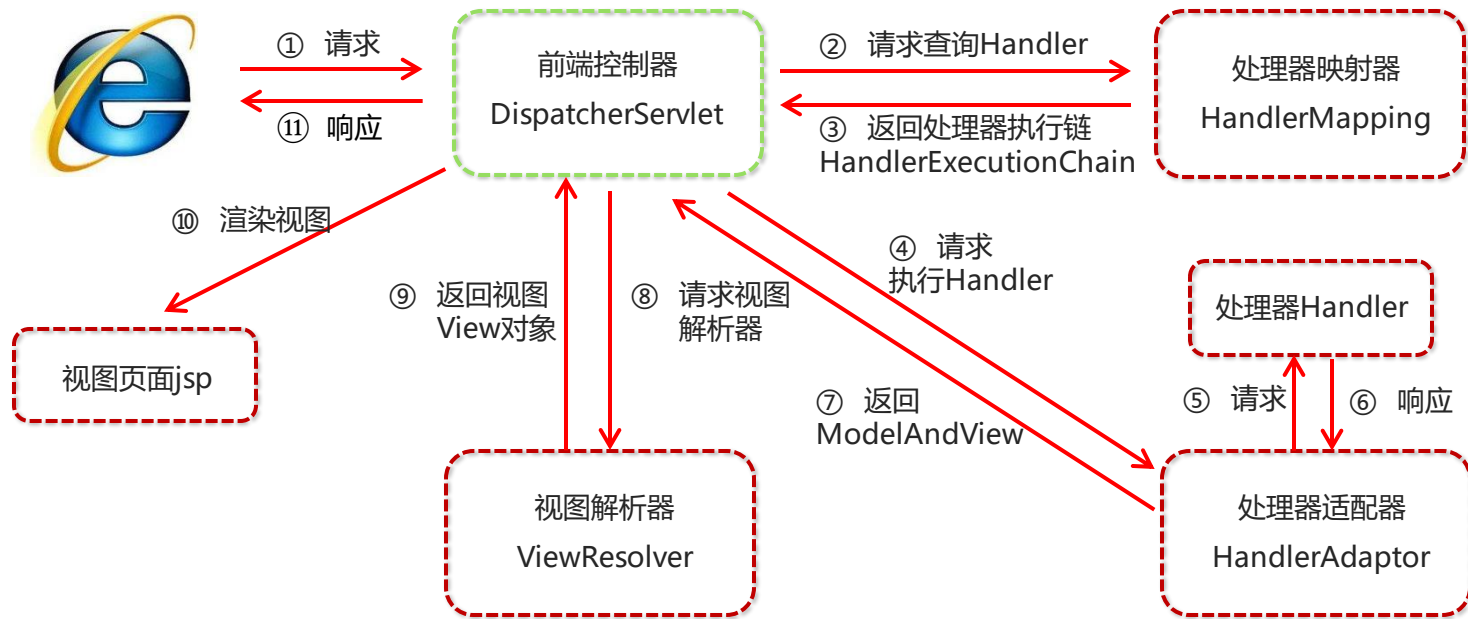 ① 请求
⑪ 响应
前端控制器
DispatcherServlet
② 请求查询Handler
③ 返回处理器执行链
HandlerExecutionChain
处理器映射器
HandlerMapping
⑩ 渲染视图
⑨ 返回视图
View对象
⑧ 请求视图
解析器
④ 请求
执行Handler
处理器Handler
视图页面jsp
⑦ 返回
ModelAndView
⑤ 请求
⑥ 响应
视图解析器
ViewResolver
处理器适配器
HandlerAdaptor